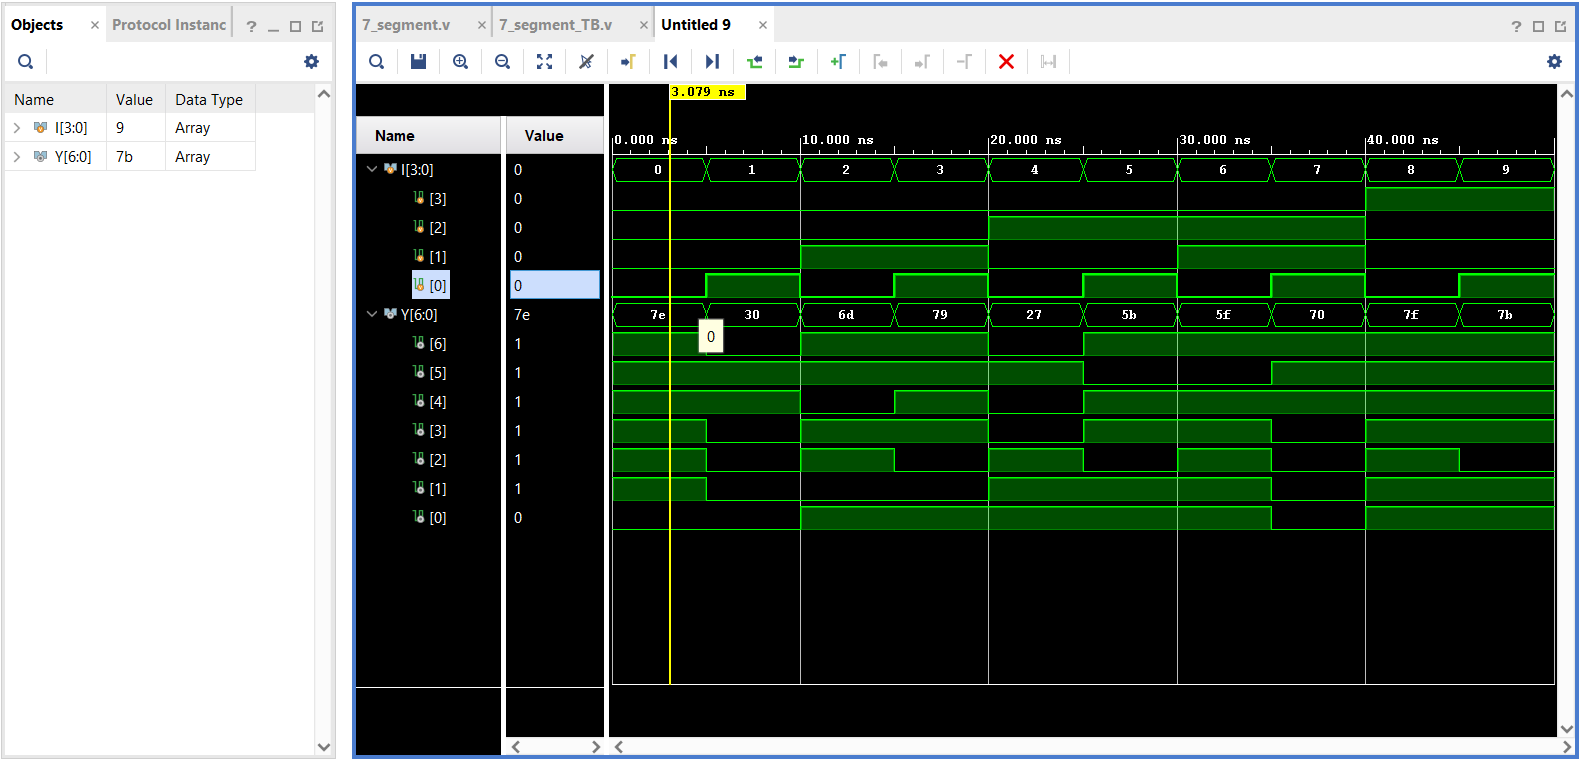 Objects × Protocol Instanc ?
Name Value Data Type
I[3:0] 9 Array
Y[6:0] 7b Array
7_segment.v × 7_segment_TB.v × Untitled 9 × ?
3.079 ns
Name Value
0.000 ns 10.000 ns 20.000 ns 30.000 ns 40.000 ns
I[3:0] 0 0 1 2 3 4 5 6 7 8 9
[3] 0
[2] 0
[1] 0
[0] 0
Y[6:0] 7e 7e 30 6d 79 27 5b 5f 70 7f 7b
0
[6] 1
[5] 1
[4] 1
[3] 1
[2] 1
[1] 1
[0] 0